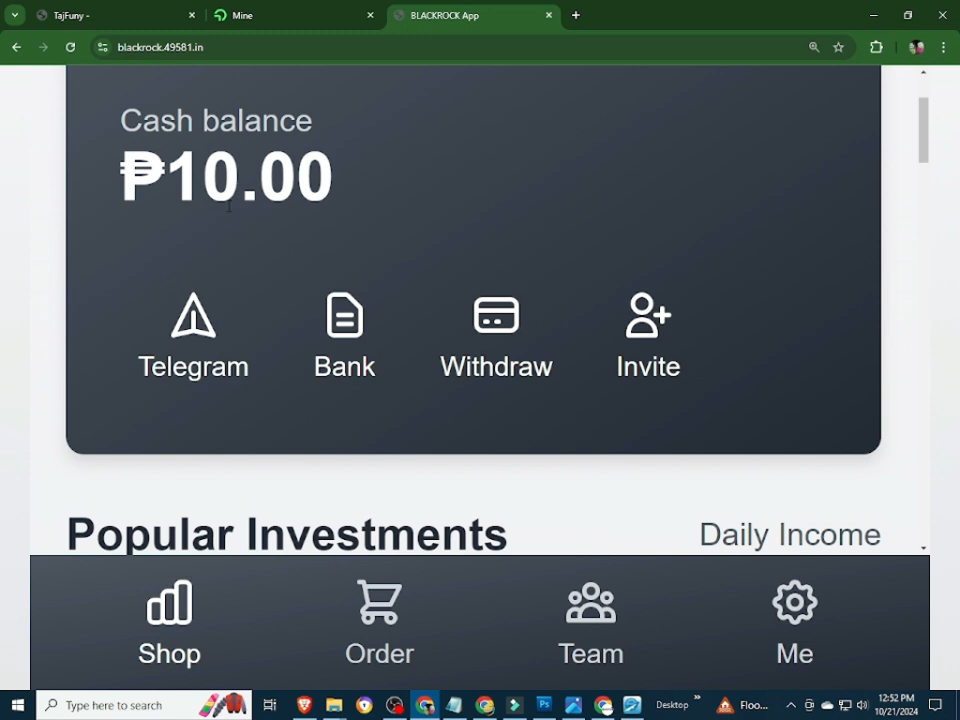 TajFuny -
Mine
BLACKROCK App
blackrock.49581.in
Cash balance
₱10.00
Telegram
Bank
Withdraw
Invite
Popular Investments
Daily Income
Shop
Order
Team
Me
Type here to search
Ps
Desktop
Floo...
12:52 PM
10/21/2024